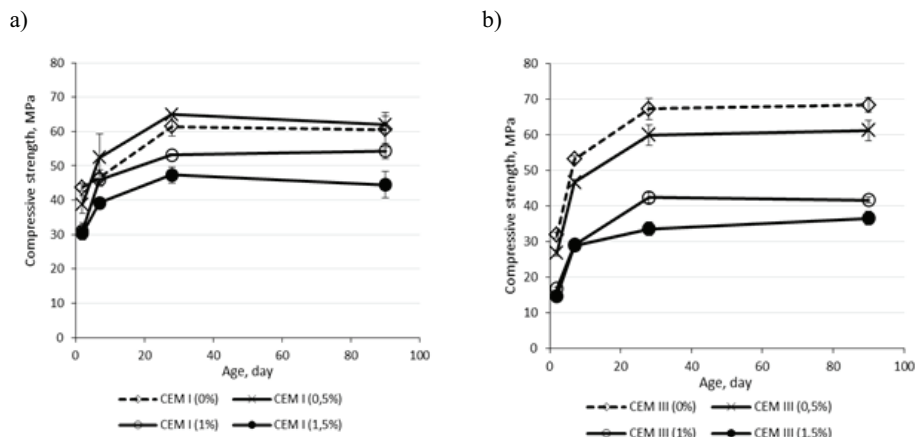 a)
b)
80
70
60
50
40
30
20
10
0
Compressive strength, MPa
0 20 40 60 80 100
Age, day
CEM I (0%) CEM I (0,5%)
CEM I (1%) CEM I (1,5%)
80
70
60
50
40
30
20
10
0
Compressive strength, MPa
0 20 40 60 80 100
Age, day
CEM III (0%) CEM III (0,5%)
CEM III (1%) CEM III (1,5%)